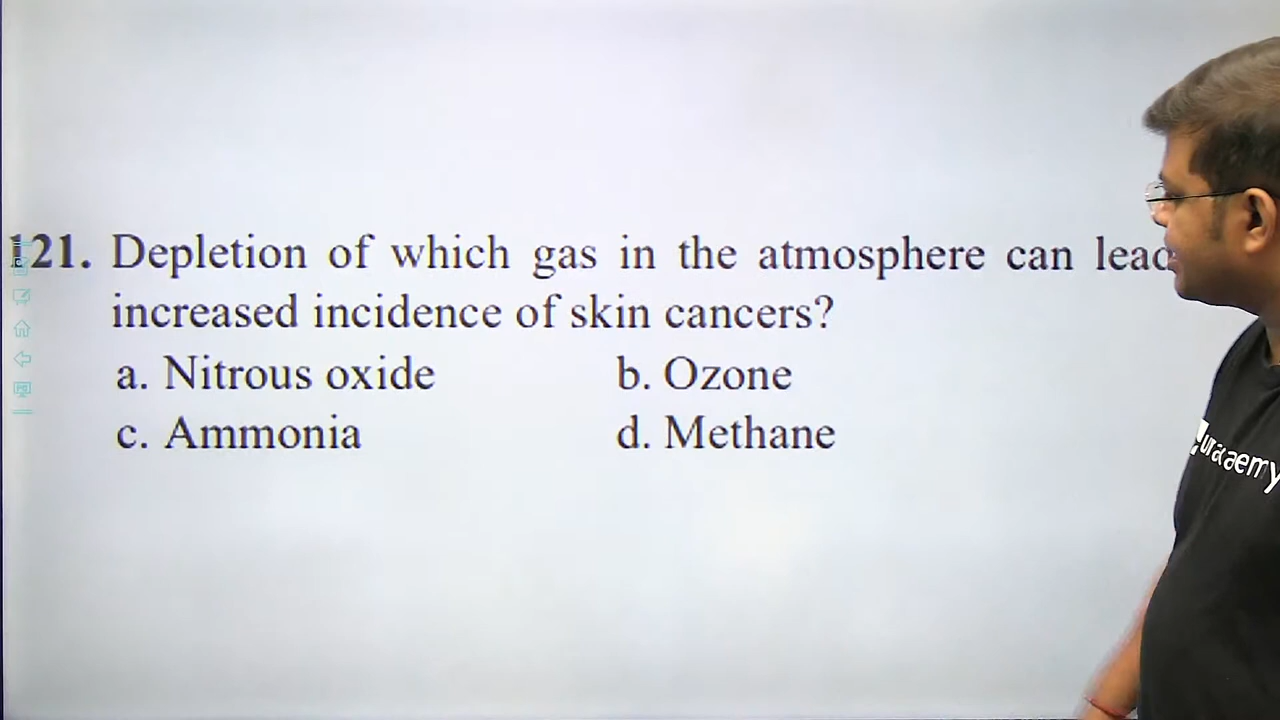 121. Depletion of which gas in the atmosphere can lead
increased incidence of skin cancers?
a. Nitrous oxide b. Ozone
c. Ammonia d. Methane